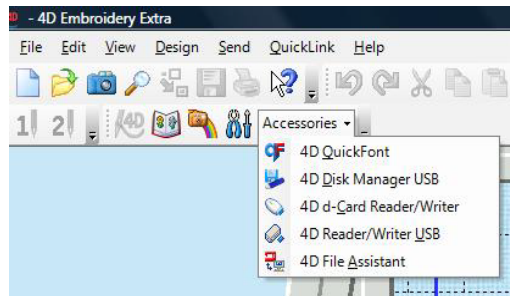 - 4D Embroidery Extra
File Edit View Design Send QuickLink Help
1 2 4D Accessories
4D QuickFont
4D Disk Manager USB
4D d-Card Reader/Writer
4D Reader/Writer USB
4D File Assistant